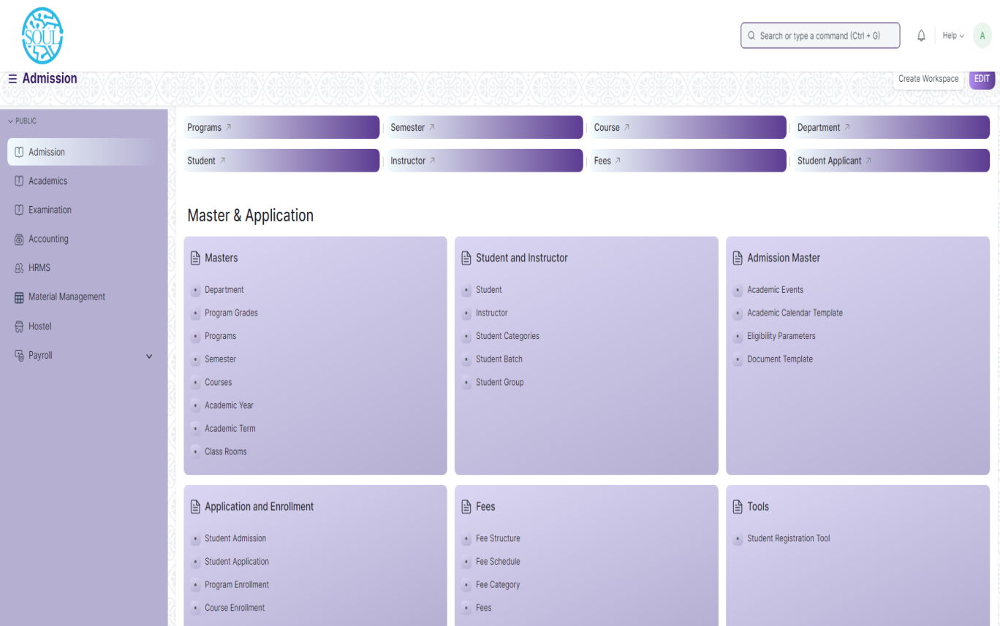 SOUL
Search or type a command (Ctrl + G)
Help
A
Admission
Create Workspace
EDIT
PUBLIC
Admission
Academics
Examination
Accounting
HRMS
Material Management
Hostel
Payroll
Programs
Semester
Course
Department
Student
Instructor
Fees
Student Applicant
Master & Application
Masters
Department
Program Grades
Programs
Semester
Courses
Academic Year
Academic Term
Class Rooms
Student and Instructor
Student
Instructor
Student Categories
Student Batch
Student Group
Admission Master
Academic Events
Academic Calendar Template
Eligibility Parameters
Document Template
Application and Enrollment
Student Admission
Student Application
Program Enrollment
Course Enrollment
Fees
Fee Structure
Fee Schedule
Fee Category
Fees
Tools
Student Registration Tool